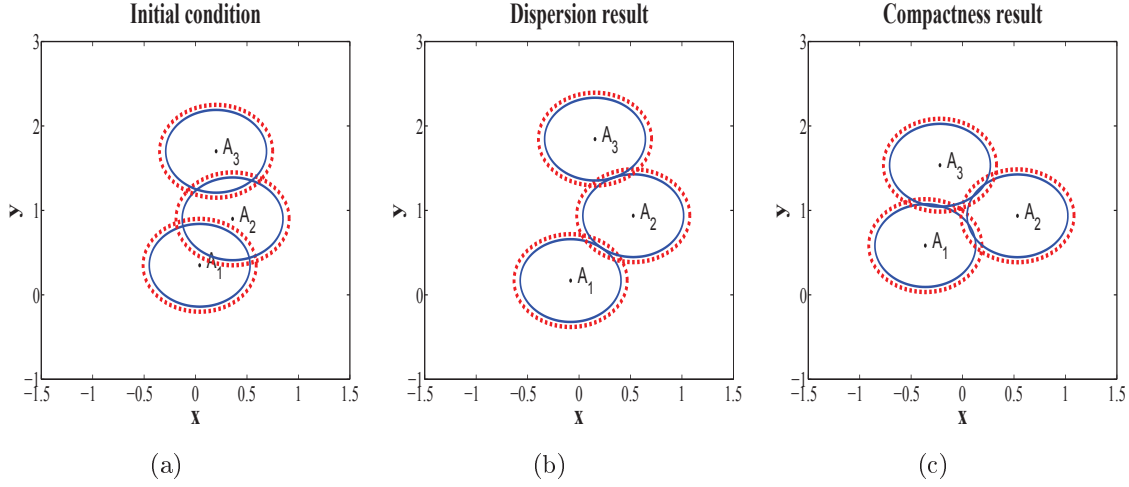 Initial condition
3
2
1
0
−1
y
A3
A2
A1
−1.5 −1 −0.5 0 0.5 1 1.5
x
(a)
Dispersion result
3
2
1
0
−1
y
A3
A2
A1
−1.5 −1 −0.5 0 0.5 1 1.5
x
(b)
Compactness result
3
2
1
0
−1
y
A3
A2
A1
−1.5 −1 −0.5 0 0.5 1 1.5
x
(c)